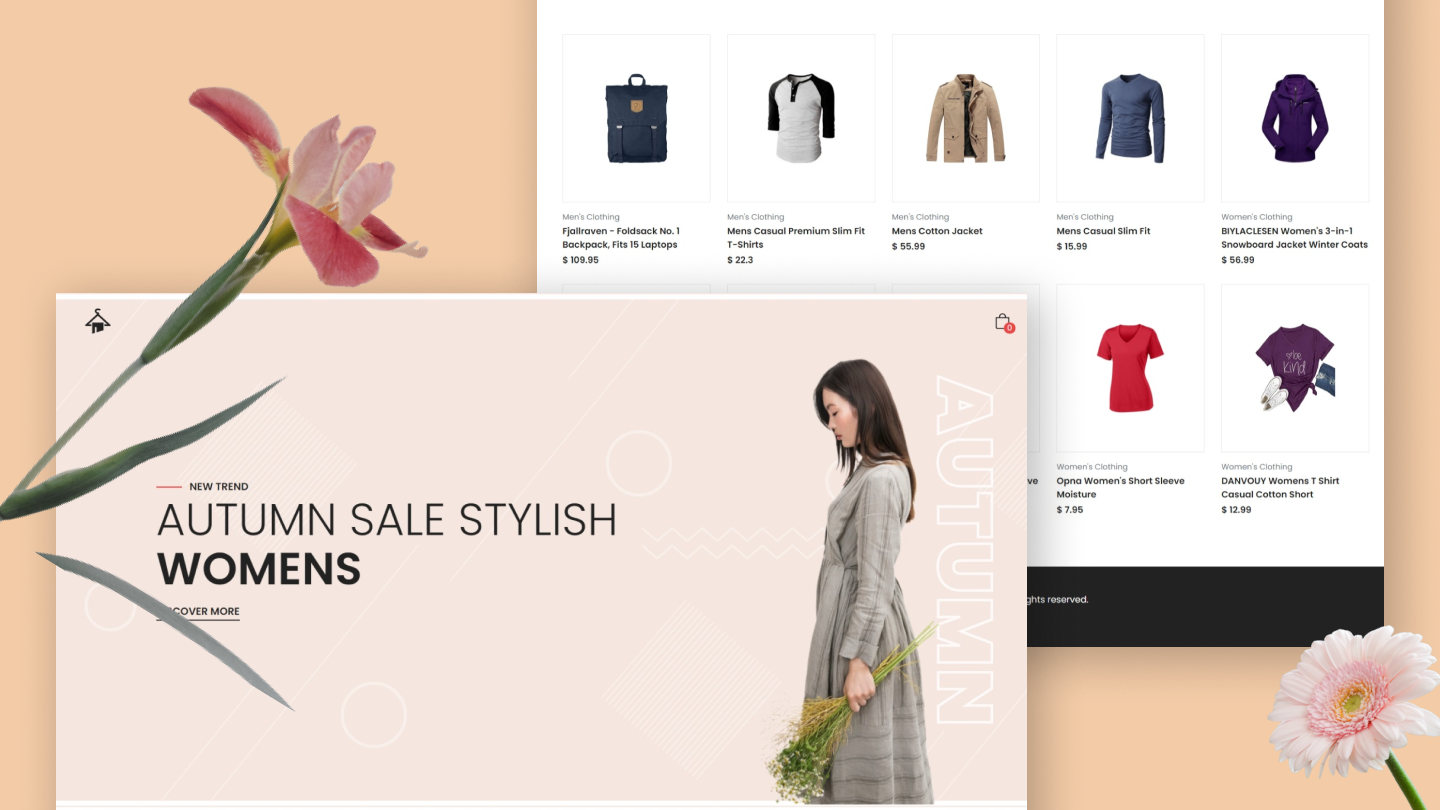 Men's Clothing
Fjallraven - Foldsack No. 1
Backpack, Fits 15 Laptops
$ 109.95
Men's Clothing
Mens Casual Premium Slim Fit
T-Shirts
$ 22.3
Men's Clothing
Mens Cotton Jacket
$ 55.99
Men's Clothing
Mens Casual Slim Fit
$ 15.99
Women's Clothing
BIYLACLESEN Women's 3-in-1
Snowboard Jacket Winter Coats
$ 56.99
0
NEW TREND
AUTUMN SALE STYLISH
WOMENS
COVER MORE
AUTUMN
be
kind
Women's Clothing
Opna Women's Short Sleeve
Moisture
$ 7.95
Women's Clothing
DANVOUY Womens T Shirt
Casual Cotton Short
$ 12.99
ve
ghts reserved.